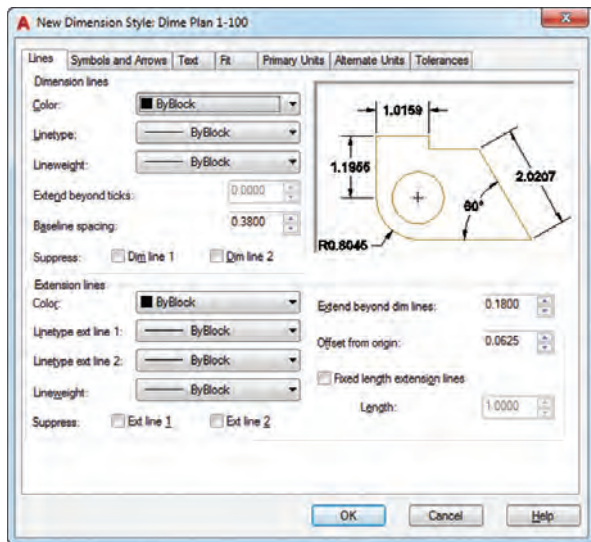 New Dimension Style: Dime Plan 1-100
Lines Symbols and Arrows Text Fit Primary Units Alternate Units Tolerances
Dimension lines
Color: ByBlock
Linetype: ByBlock
Lineweight: ByBlock
Extend beyond ticks: 0.0000
Baseline spacing: 0.3800
Suppress: Dim line 1 Dim line 2
1.0159
1.1955
2.0207
60°
R0.8045
Extension lines
Color: ByBlock
Linetype ext line 1: ByBlock
Linetype ext line 2: ByBlock
Lineweight: ByBlock
Suppress: Ext line 1 Ext line 2
Extend beyond dim lines: 0.1800
Offset from origin: 0.0625
Fixed length extension lines
Length: 1.0000
OK Cancel Help